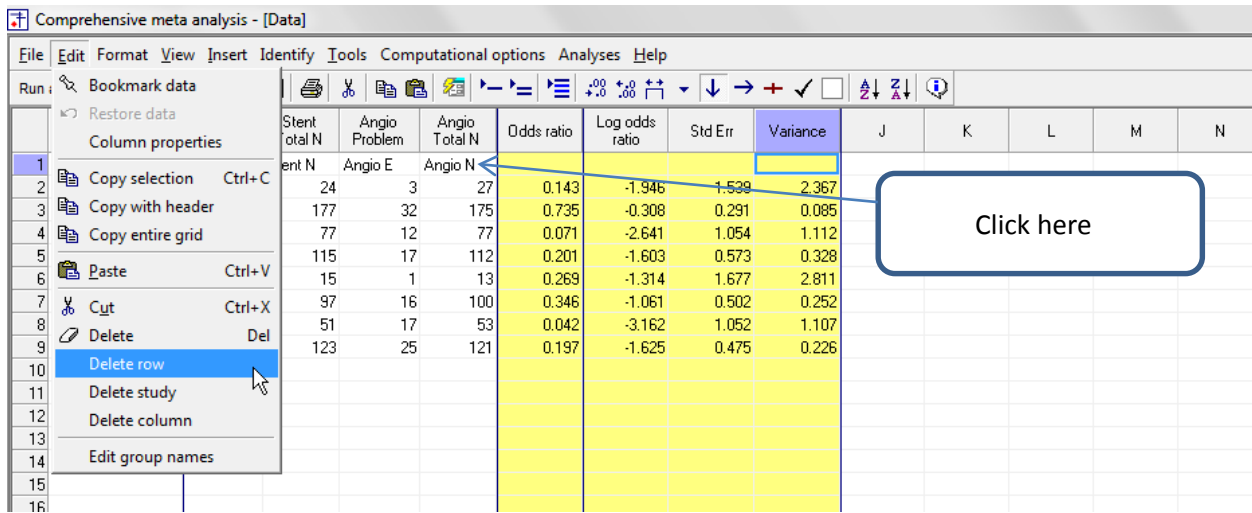 Comprehensive meta analysis - [Data]
File Edit Format View Insert Identify Tools Computational options Analyses Help
Run
Bookmark data
Restore data
Column properties
Copy selection Ctrl+C
Copy with header
Copy entire grid
Paste Ctrl+V
Cut Ctrl+X
Delete Del
Delete row
Delete study
Delete column
Edit group names
Stent Total N Angio Problem Angio Total N Odds ratio Log odds ratio Std Err Variance J K L M N
1 ent N Angio E Angio N
2 24 3 27 0.143 -1.946 1.539 2.367
3 177 32 175 0.735 -0.308 0.291 0.085
4 77 12 77 0.071 -2.641 1.054 1.112
5 115 17 112 0.201 -1.603 0.573 0.328
6 15 1 13 0.269 -1.314 1.677 2.811
7 97 16 100 0.346 -1.061 0.502 0.252
8 51 17 53 0.042 -3.162 1.052 1.107
9 123 25 121 0.197 -1.625 0.475 0.226
10
11
12
13
14
15
16
Click here